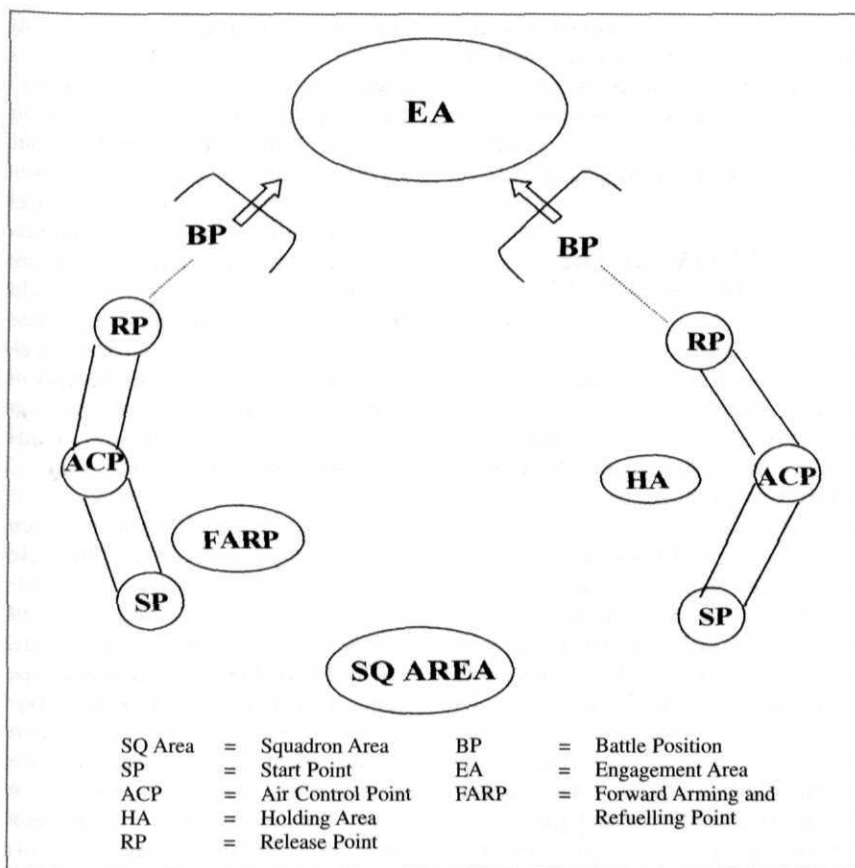 EA
BP
BP
RP
RP
ACP
HA
ACP
FARP
SP
SP
SQ AREA
SQ Area = Squadron Area BP = Battle Position
SP = Start Point EA = Engagement Area
ACP = Air Control Point FARP = Forward Arming and
HA = Holding Area Refuelling Point
RP = Release Point